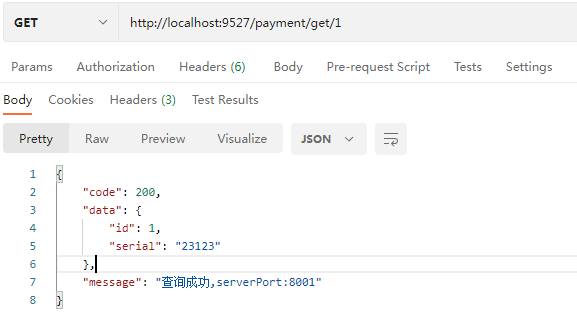 GET http://localhost:9527/payment/get/1
Params Authorization Headers (6) Body Pre-request Script Tests Settings
Body Cookies Headers (3) Test Results
Pretty Raw Preview Visualize JSON
1 {
2 "code": 200,
3 "data": {
4 "id": 1,
5 "serial": "23123"
6 },
7 "message": "查询成功,serverPort:8001"
8 }